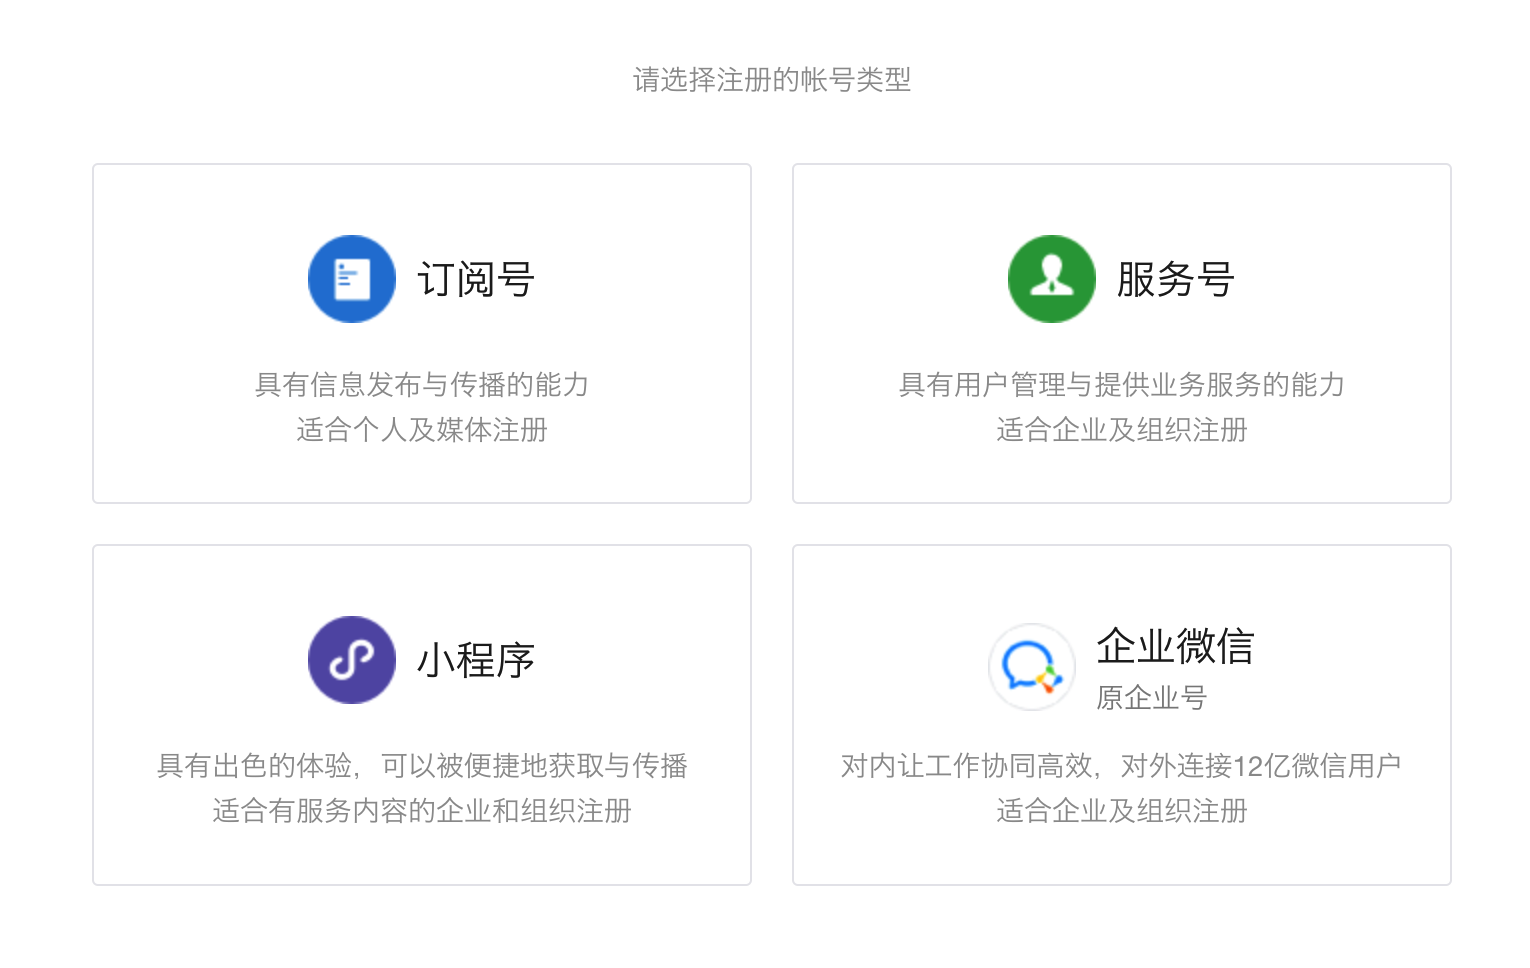 请选择注册的帐号类型
订阅号
具有信息发布与传播的能力
适合个人及媒体注册
服务号
具有用户管理与提供业务服务的能力
适合企业及组织注册
小程序
具有出色的体验，可以被便捷地获取与传播
适合有服务内容的企业和组织注册
企业微信
原企业号
对内让工作协同高效，对外连接12亿微信用户
适合企业及组织注册